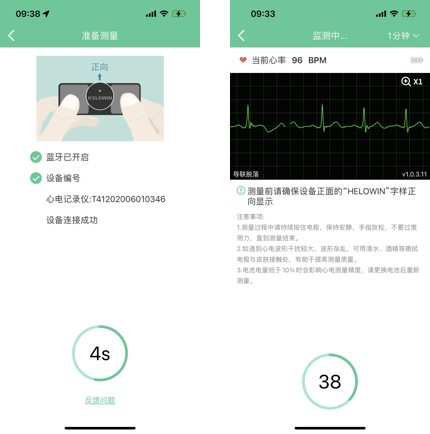 09:38
准备测量
正向
HELOWIN
蓝牙已开启
设备编号
心电记录仪:T41202006010346
设备连接成功
4s
反馈问题
09:33
监测中...
1分钟
当前心率 96 BPM
X1
导联脱落
v1.0.3.11
测量前请确保设备正面的“HELOWIN”字样正
向显示
注意事项:
1.测量过程中请持续按住电极、保持安静、手指放松，不要过度
用力，直到测量结束。
2.如遇到心电波形干扰较大、波形杂乱，可用清水、酒精等擦拭
电极与皮肤接触处，有助于提高测量质量。
3.电池电量低于10%时会影响心电测量精度，请更换电池后重新
测量。
38